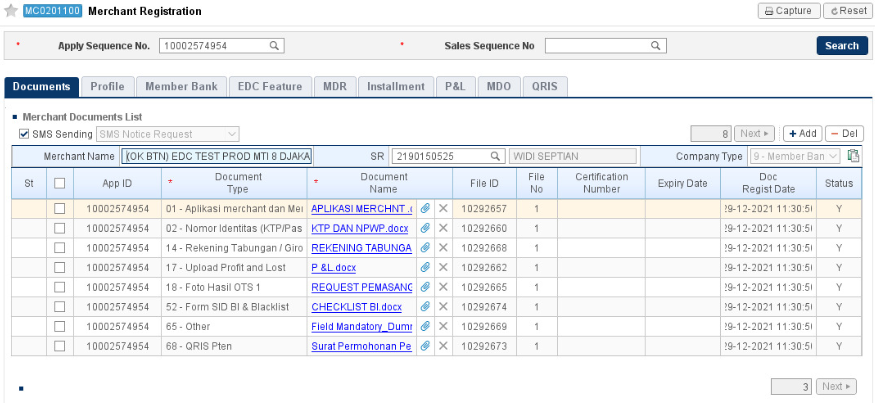 MC0201100 Merchant Registration Capture Reset
* Apply Sequence No. 10002574954 * Sales Sequence No Search
Documents Profile Member Bank EDC Feature MDR Installment P&L MDO QRIS
Merchant Documents List
SMS Sending SMS Notice Request 8 Next Add Del
Merchant Name (OK BTN) EDC TEST PROD MTI 8 DJAKA SR 2190150525 WIDI SEPTIAN Company Type 9 - Member Ban
St App ID * Document Type * Document Name File ID File No Certification Number Expiry Date Doc Regist Date Status
10002574954 01 - Aplikasi merchant dan Me APLIKASI MERCHNT . 10292657 1 29-12-2021 11:30:5 Y
10002574954 02 - Nomor Identitas (KTP/Pas KTP DAN NPWP.docx 10292660 1 29-12-2021 11:30:5 Y
10002574954 14 - Rekening Tabungan / Giro REKENING TABUNGA 10292668 1 29-12-2021 11:30:5 Y
10002574954 17 - Upload Profit and Lost P &L.docx 10292662 1 29-12-2021 11:30:5 Y
10002574954 18 - Foto Hasil OTS 1 REQUEST PEMASANG 10292665 1 29-12-2021 11:30:5 Y
10002574954 52 - Form SID BI & Blacklist CHECKLIST BI.docx 10292674 1 29-12-2021 11:30:5 Y
10002574954 65 - Other Field Mandatory_Dum 10292669 1 29-12-2021 11:30:5 Y
10002574954 68 - QRIS Pten Surat Permohonan Pe 10292673 1 29-12-2021 11:30:5 Y
3 Next